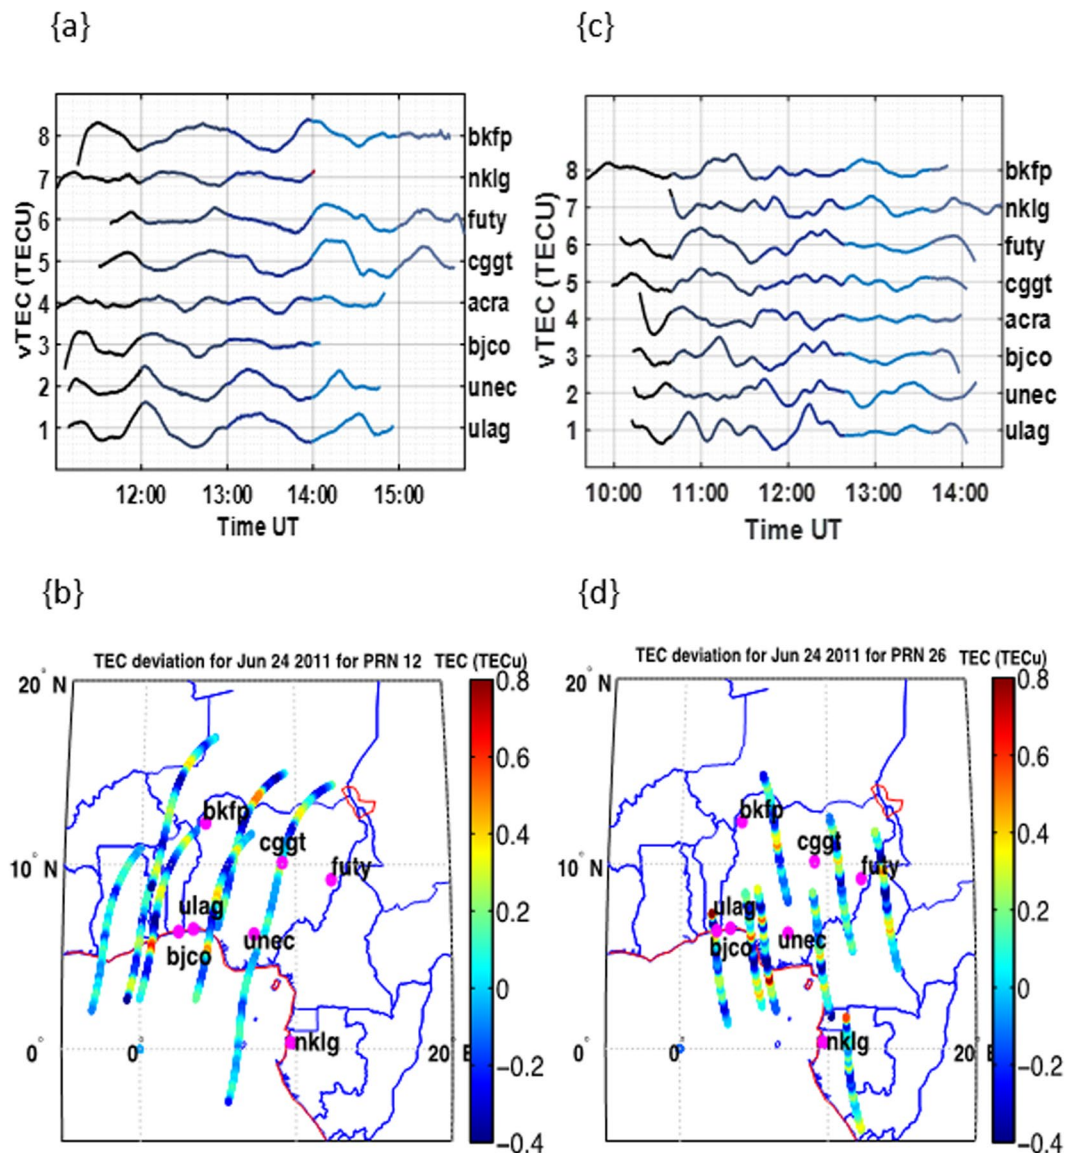 {a}
vTEC (TECU)
8
7
6
5
4
3
2
1
bkfp
nklg
futy
cggt
acra
bjco
unec
ulag
12:00 13:00 14:00 15:00
Time UT
{c}
vTEC (TECU)
8
7
6
5
4
3
2
1
bkfp
nklg
futy
cggt
acra
bjco
unec
ulag
10:00 11:00 12:00 13:00 14:00
Time UT
{b}
TEC deviation for Jun 24 2011 for PRN 12 TEC (TECu)
20° N
10° N
0°
0°
20° E
bkfp
cggt
futy
ulag
bjco
unec
nklg
0.8
0.6
0.4
0.2
0
−0.2
−0.4
{d}
TEC deviation for Jun 24 2011 for PRN 26 TEC (TECu)
20° N
10° N
0°
0°
20° E
bkfp
cggt
futy
ulag
bjco
unec
nklg
0.8
0.6
0.4
0.2
0
−0.2
−0.4